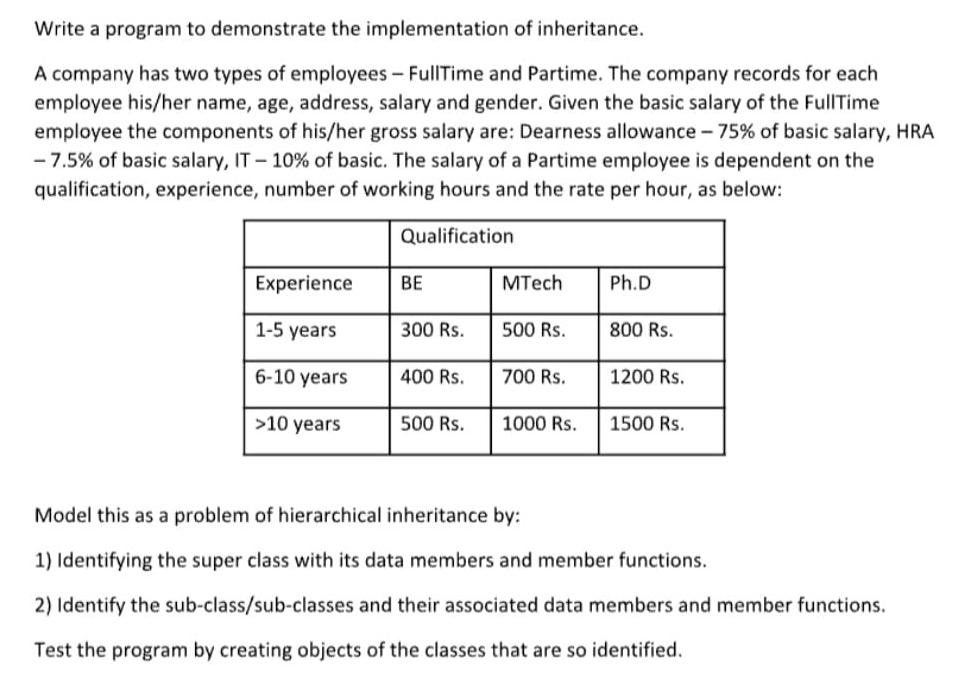 Write a program to demonstrate the implementation of inheritance.
A company has two types of employees – FullTime and Partime. The company records for each
employee his/her name, age, address, salary and gender. Given the basic salary of the FullTime
employee the components of his/her gross salary are: Dearness allowance – 75% of basic salary, HRA
– 7.5% of basic salary, IT – 10% of basic. The salary of a Partime employee is dependent on the
qualification, experience, number of working hours and the rate per hour, as below:
Qualification
Experience BE MTech Ph.D
1-5 years 300 Rs. 500 Rs. 800 Rs.
6-10 years 400 Rs. 700 Rs. 1200 Rs.
>10 years 500 Rs. 1000 Rs. 1500 Rs.
Model this as a problem of hierarchical inheritance by:
1) Identifying the super class with its data members and member functions.
2) Identify the sub-class/sub-classes and their associated data members and member functions.
Test the program by creating objects of the classes that are so identified.